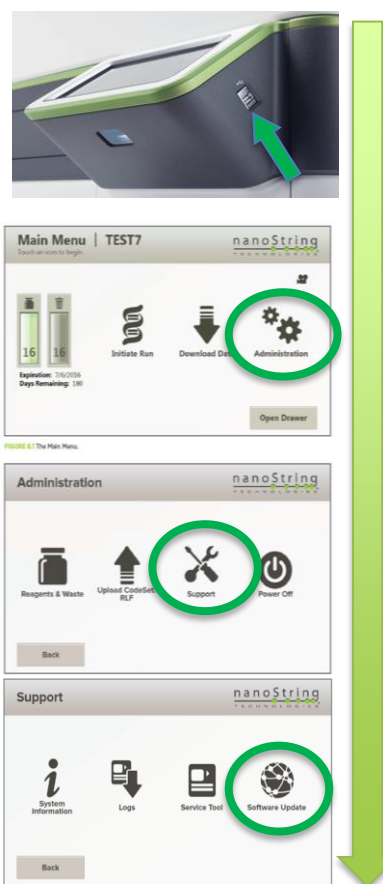 Main Menu | TEST7
nanoString
Touch an icon to begin.
TECHNOLOGIES
16 16
Initiate Run
Download Dat
Administration
Expiration: 7/6/2016
Days Remaining: 180
Open Drawer
FIGURE 8.1 The Main Menu.
Administration
nanoString
TECHNOLOGIES
Reagents & Waste
Upload CodeSet
RLF
Support
Power Off
Back
Support
nanoString
TECHNOLOGIES
System
Information
Logs
Service Tool
Software Update
Back